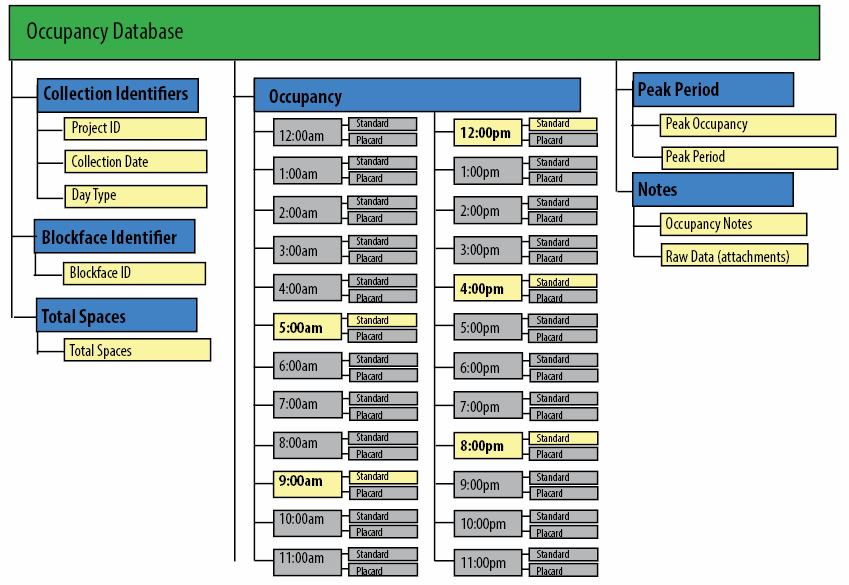 Occupancy Database
Collection Identifiers
Project ID
Collection Date
Day Type
Blockface Identifier
Blockface ID
Total Spaces
Total Spaces
Occupancy
12:00am
Standard
Placard
1:00am
Standard
Placard
2:00am
Standard
Placard
3:00am
Standard
Placard
4:00am
Standard
Placard
5:00am
Standard
Placard
6:00am
Standard
Placard
7:00am
Standard
Placard
8:00am
Standard
Placard
9:00am
Standard
Placard
10:00am
Standard
Placard
11:00am
Standard
Placard
12:00pm
Standard
Placard
1:00pm
Standard
Placard
2:00pm
Standard
Placard
3:00pm
Standard
Placard
4:00pm
Standard
Placard
5:00pm
Standard
Placard
6:00pm
Standard
Placard
7:00pm
Standard
Placard
8:00pm
Standard
Placard
9:00pm
Standard
Placard
10:00pm
Standard
Placard
11:00pm
Standard
Placard
Peak Period
Peak Occupancy
Peak Period
Notes
Occupancy Notes
Raw Data (attachments)